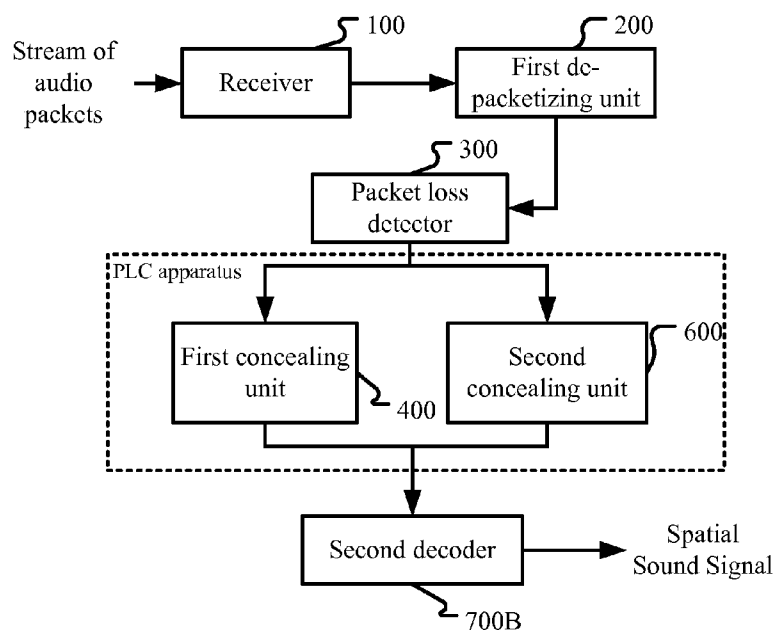 100
200
Stream of
audio
packets
Receiver
First de-
packetizing unit
300
Packet loss
detector
PLC apparatus
First concealing
unit
400
Second
concealing unit
600
Second decoder
700B
Spatial
Sound Signal